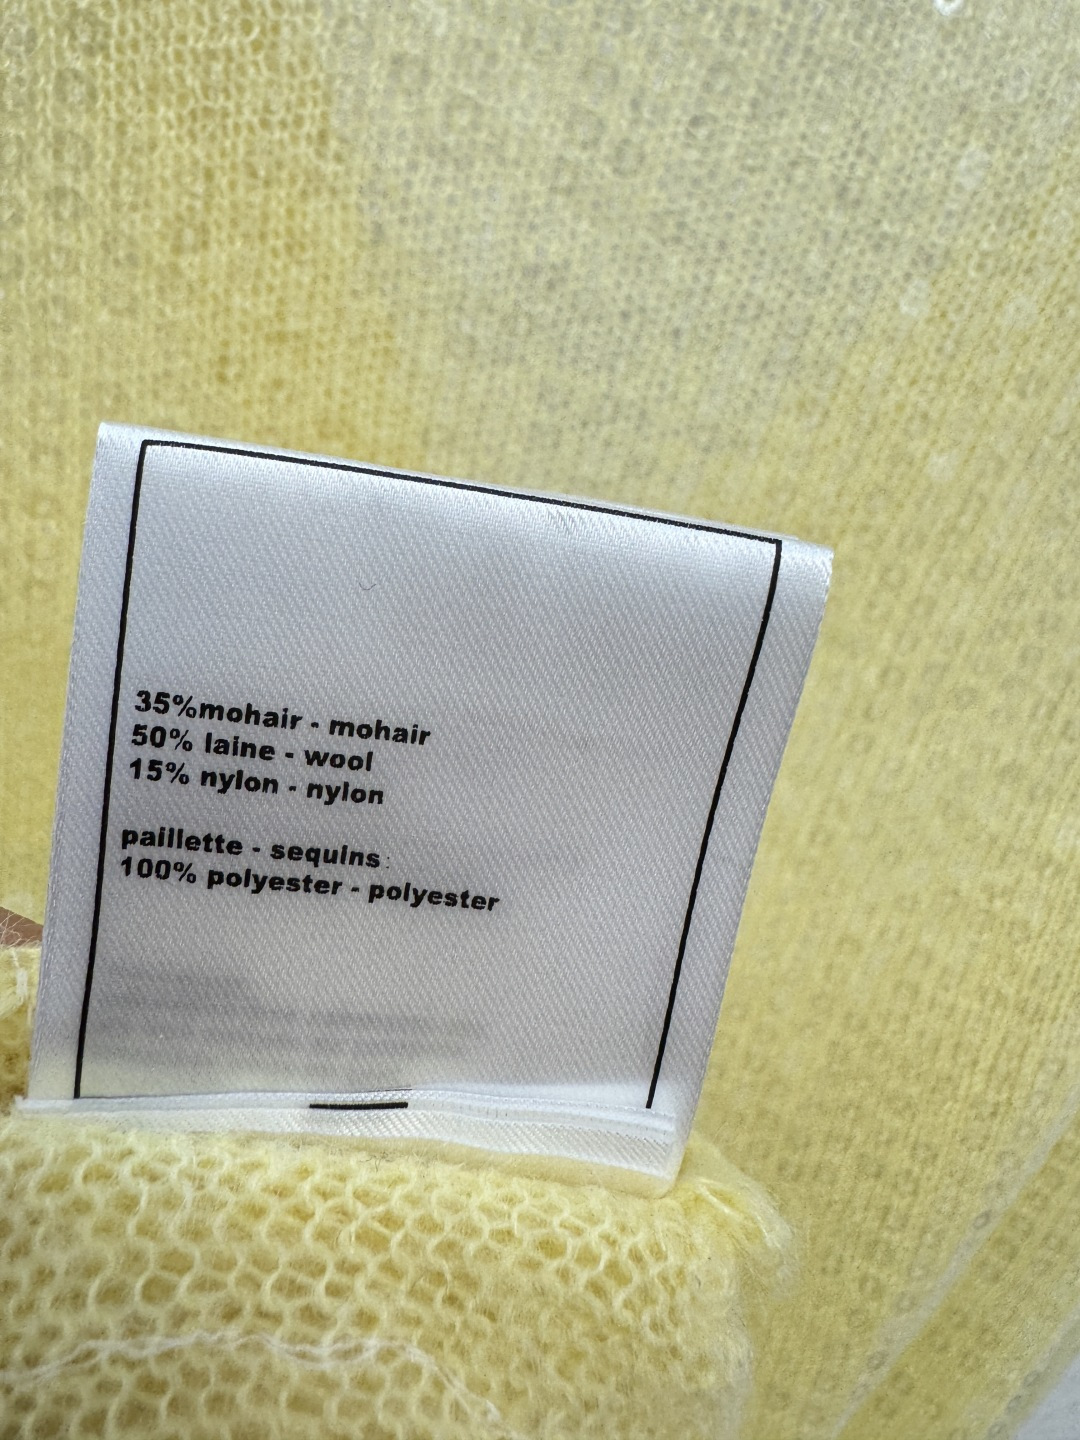 35%mohair - mohair
50% laine - wool
15% nylon - nylon
paillette - sequins:
100% polyester - polyester